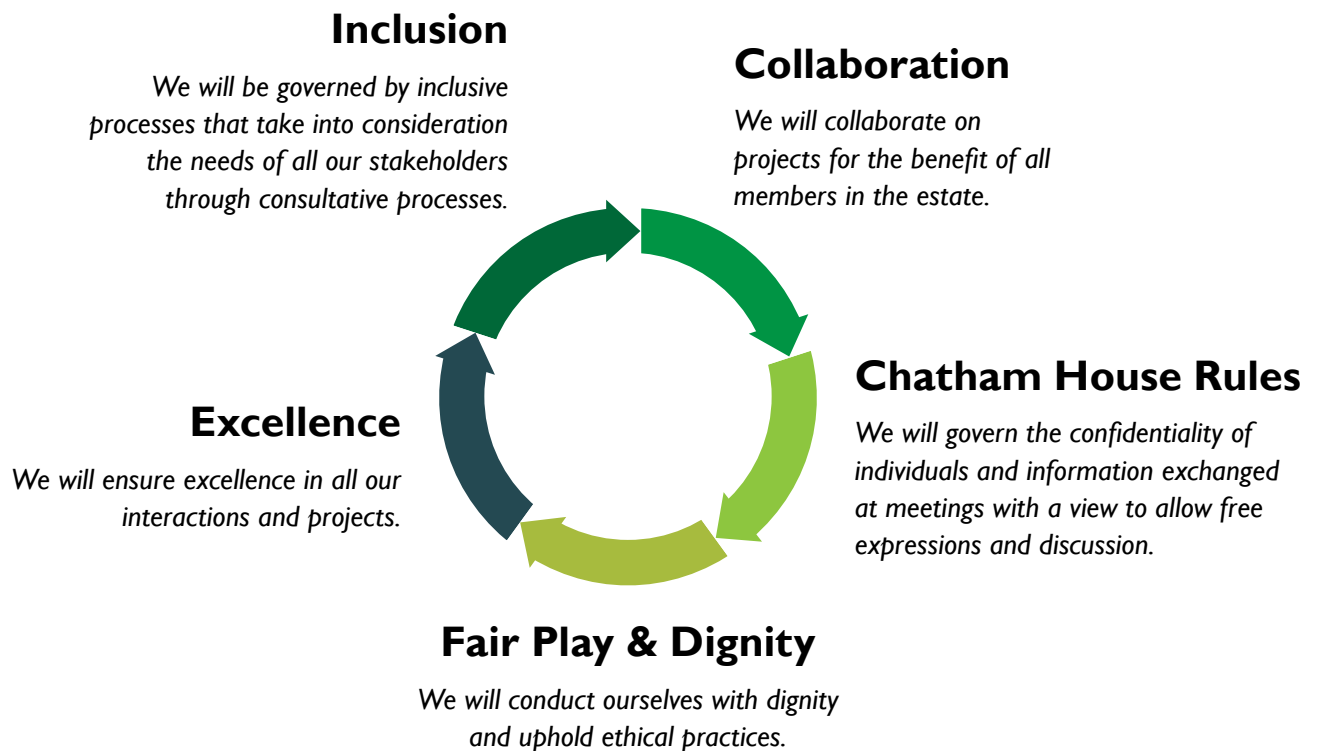 Inclusion
We will be governed by inclusive
processes that take into consideration
the needs of all our stakeholders
through consultative processes.
Collaboration
We will collaborate on
projects for the benefit of all
members in the estate.
Chatham House Rules
We will govern the confidentiality of
individuals and information exchanged
at meetings with a view to allow free
expressions and discussion.
Fair Play & Dignity
We will conduct ourselves with dignity
and uphold ethical practices.
Excellence
We will ensure excellence in all our
interactions and projects.